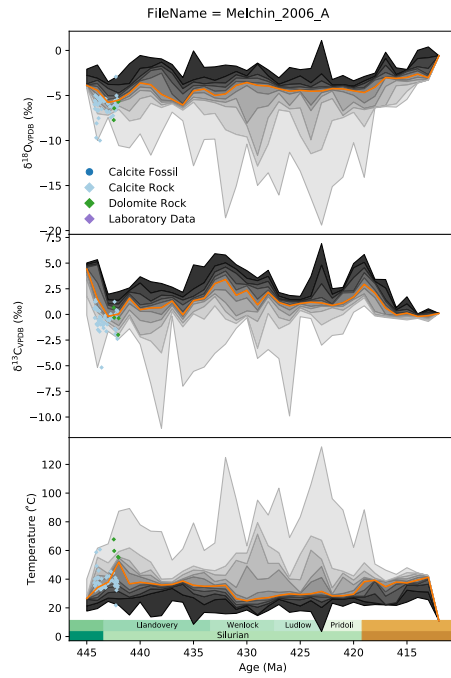 FileName = Melchin_2006_A
0
−5
−10
−15
−20
δ18OVPDB (‰)
Calcite Fossil
Calcite Rock
Dolomite Rock
Laboratory Data
7.5
5.0
2.5
0.0
−2.5
−5.0
−7.5
−10.0
δ13CVPDB (‰)
120
100
80
60
40
20
0
Temperature (°C)
Llandovery
Wenlock
Ludlow
Pridoli
Silurian
445 440 435 430 425 420 415
Age (Ma)